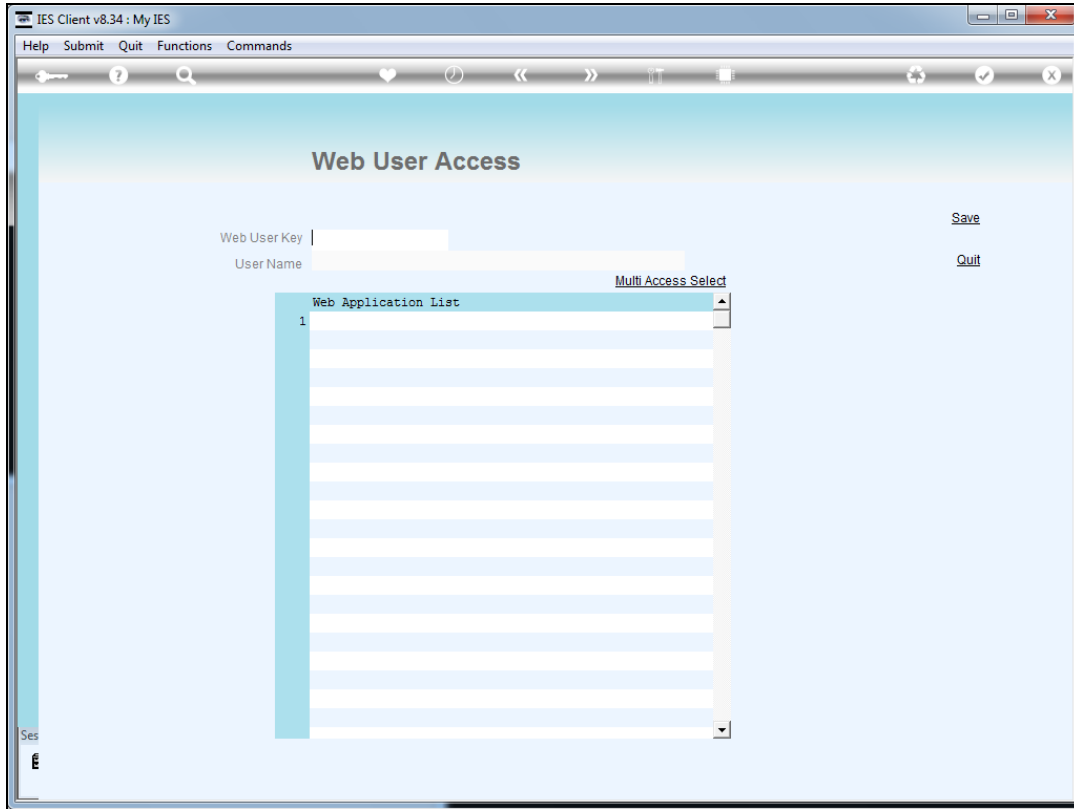 IES Client v8.34 : My IES
Help Submit Quit Functions Commands
Web User Access
Save
Web User Key
User Name
Quit
Multi Access Select
Web Application List
1
Ses